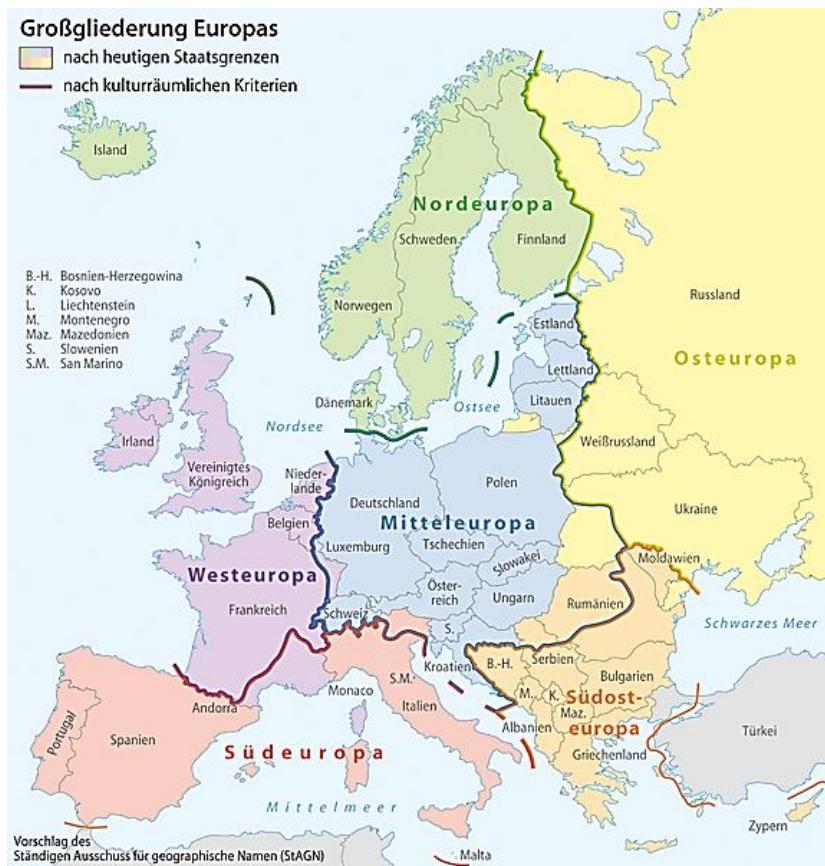 Großgliederung Europas
nach heutigen Staatsgrenzen
nach kulturräumlichen Kriterien
Island
Nordeuropa
Schweden
Finnland
B.-H. Bosnien-Herzegowina
K. Kosovo
L. Liechtenstein
M. Montenegro
Maz. Mazedonien
S. Slowenien
S.M. San Marino
Norwegen
Russland
Estland
Osteuropa
Lettland
Dänemark
Ostsee
Litauen
Nordsee
Irland
Weißrussland
Vereinigtes
Königreich
Nieder-
lande
Polen
Deutschland
Ukraine
Belgien
Mitteleuropa
Luxemburg
Tschechien
Slowakei
Moldawien
Westeuropa
Frankreich
Öster-
reich
Ungarn
Schweiz
L.
Rumänien
Schwarzes Meer
S.
Kroatien
B.-H.
Serbien
S.M.
Bulgarien
Monaco
Andorra
M.
K.
Italien
Südost-
europa
Maz.
Portugal
Spanien
Albanien
Türkei
Südeuropa
Griechenland
Mittelmeer
Zypern
Vorschlag des
Ständigen Ausschuss für geographische Namen (StAGN)
Malta